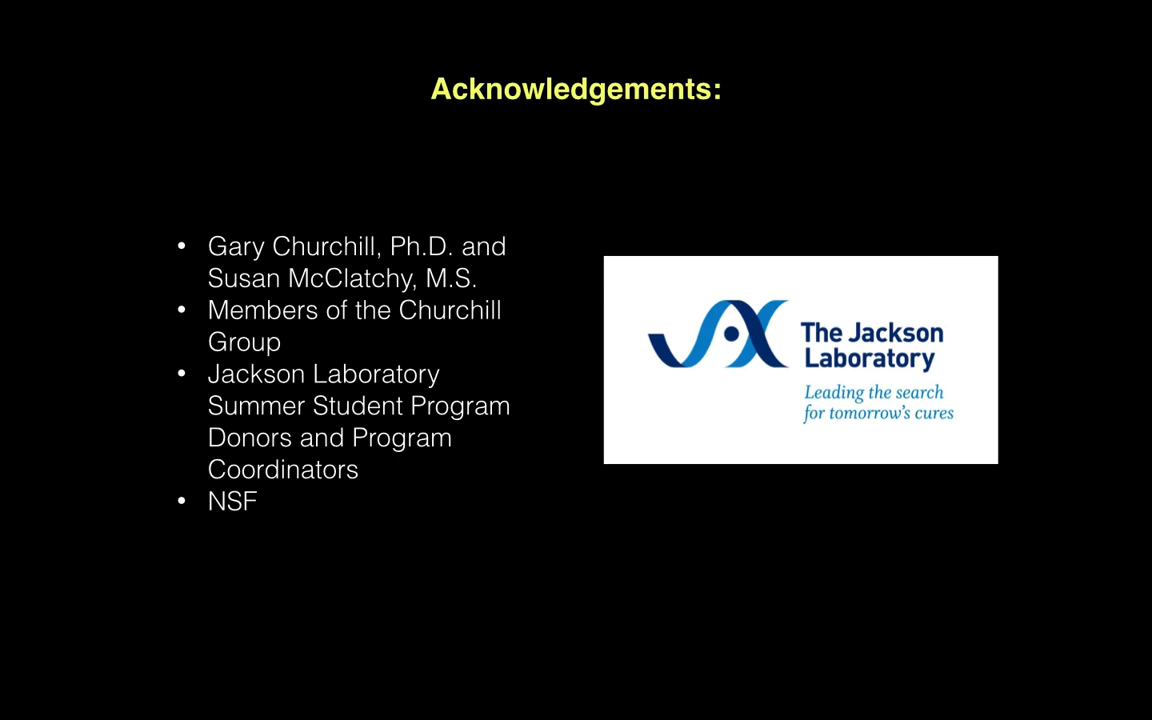 Acknowledgements:
• Gary Churchill, Ph.D. and
Susan McClatchy, M.S.
• Members of the Churchill
Group
• Jackson Laboratory
Summer Student Program
Donors and Program
Coordinators
• NSF
JAX
The Jackson
Laboratory
Leading the search
for tomorrow's cures